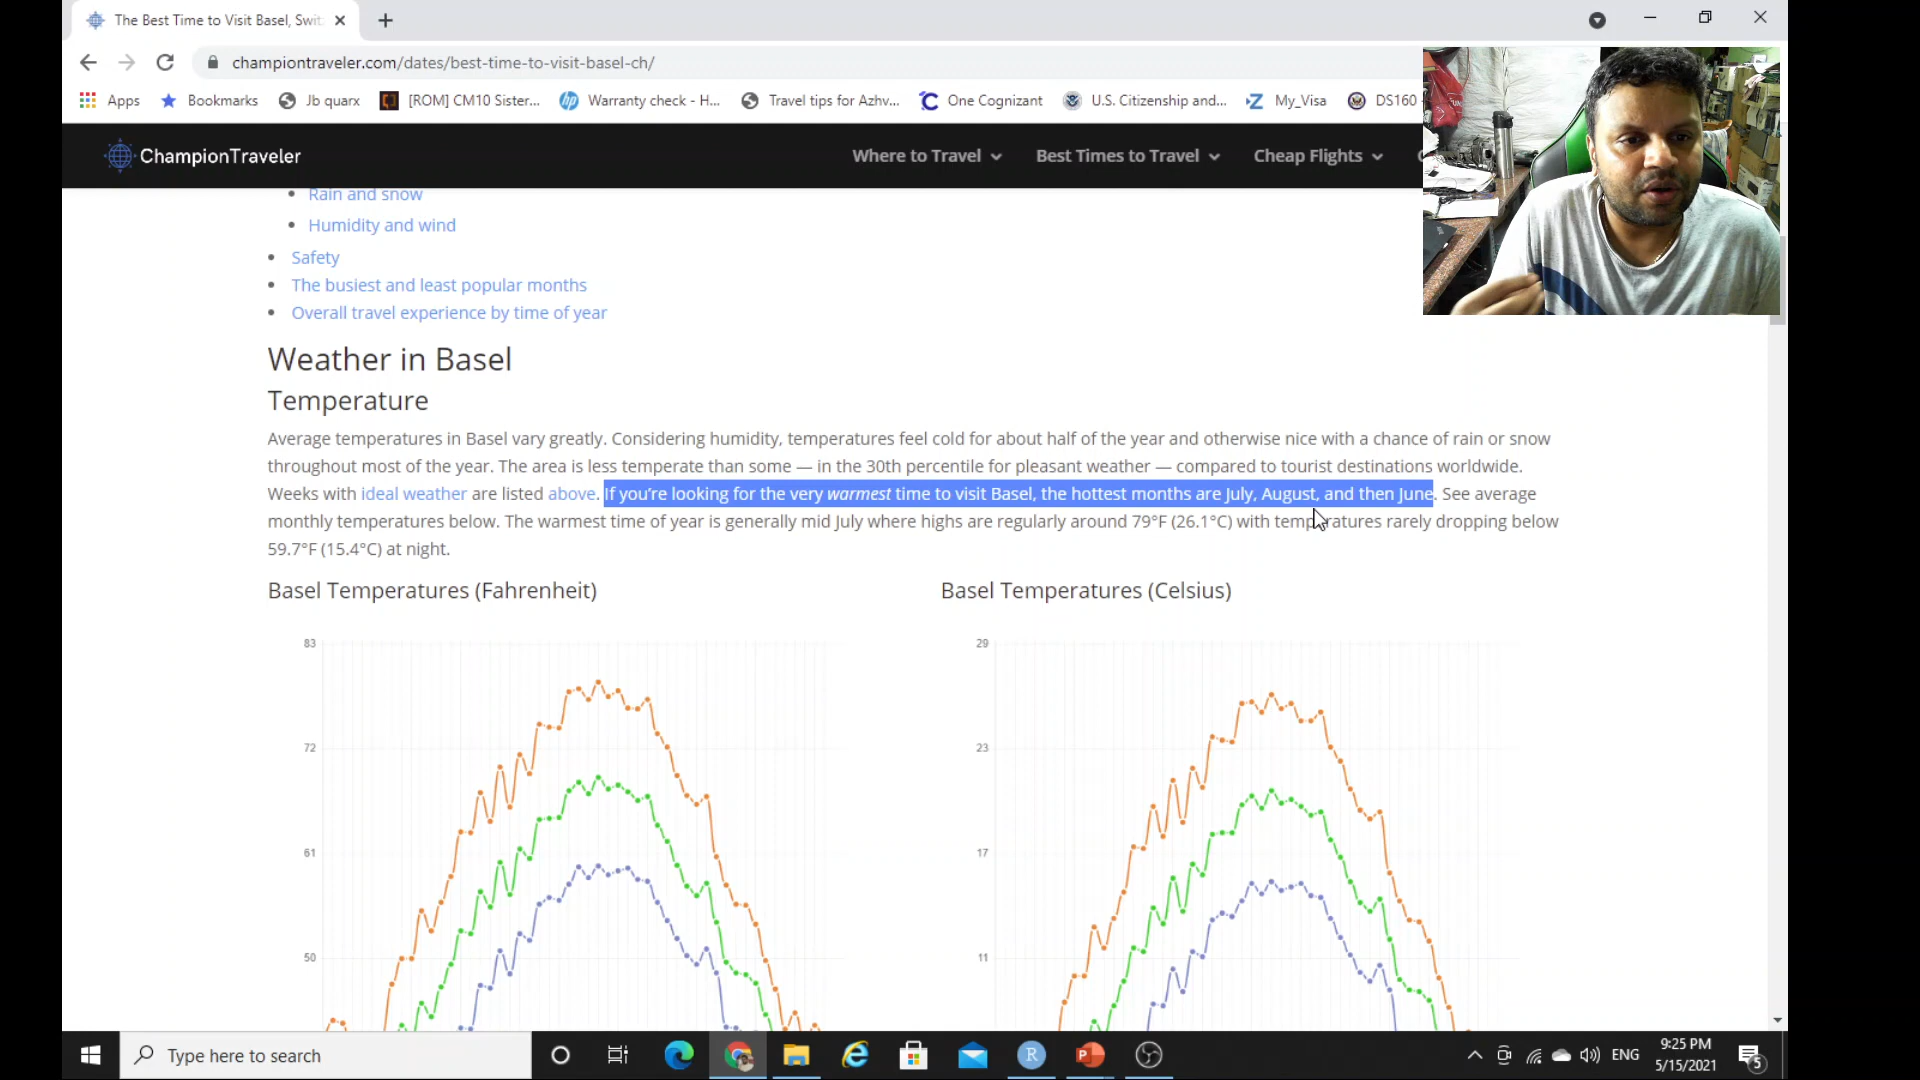 The Best Time to Visit Basel, Swit
championtraveler.com/dates/best-time-to-visit-basel-ch/
Apps Bookmarks Jb quarx [ROM] CM10 Sister... Warranty check - H... Travel tips for Azhv... One Cognizant U.S. Citizenship and... My_Visa DS160
ChampionTraveler Where to Travel Best Times to Travel Cheap Flights
Rain and snow
Humidity and wind
Safety
The busiest and least popular months
Overall travel experience by time of year
Weather in Basel
Temperature
Average temperatures in Basel vary greatly. Considering humidity, temperatures feel cold for about half of the year and otherwise nice with a chance of rain or snow
throughout most of the year. The area is less temperate than some — in the 30th percentile for pleasant weather — compared to tourist destinations worldwide.
Weeks with ideal weather are listed above. If you're looking for the very warmest time to visit Basel, the hottest months are July, August, and then June. See average
monthly temperatures below. The warmest time of year is generally mid July where highs are regularly around 79°F (26.1°C) with temperatures rarely dropping below
59.7°F (15.4°C) at night.
Basel Temperatures (Fahrenheit) Basel Temperatures (Celsius)
83 29
72 23
61 17
50 11
Type here to search
ENG
9:25 PM
5/15/2021
5